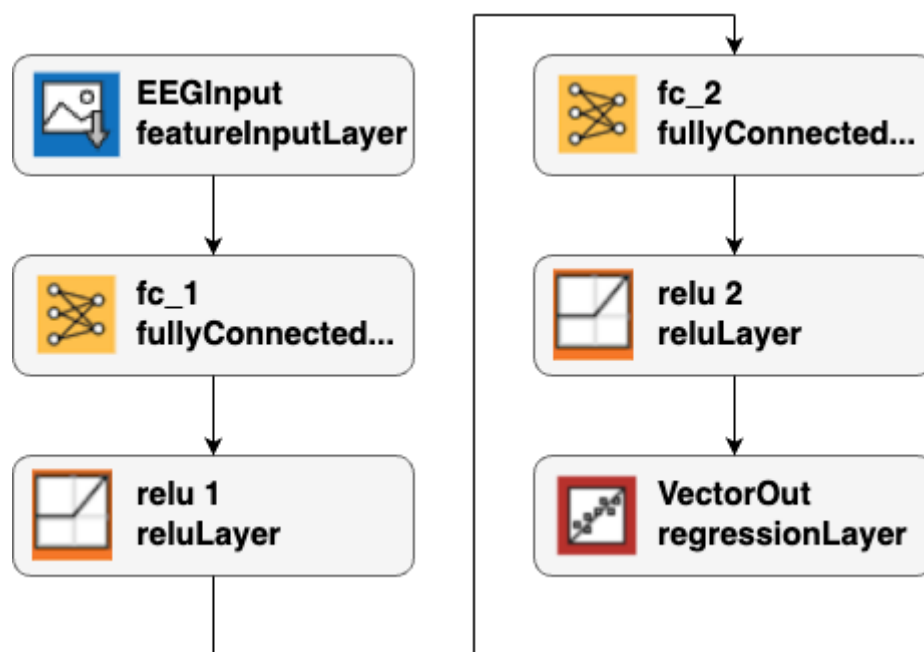 EEGInput
featureInputLayer
fc_1
fullyConnected...
relu 1
reluLayer
fc_2
fullyConnected...
relu 2
reluLayer
VectorOut
regressionLayer